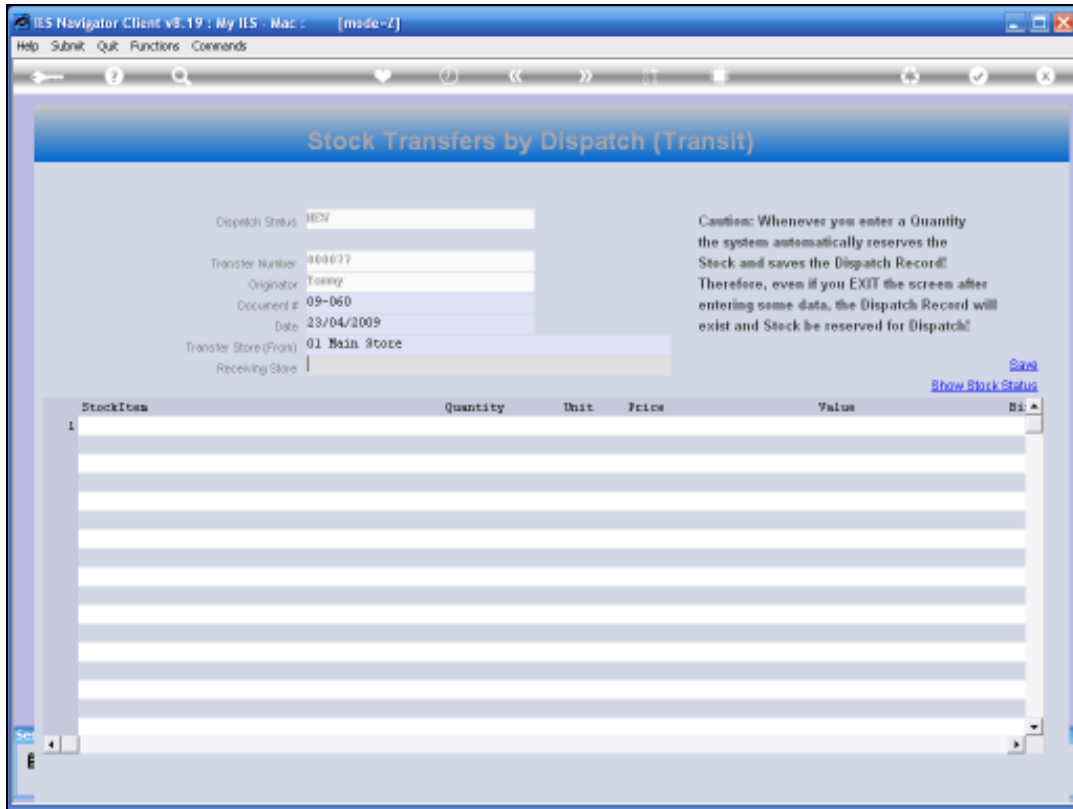 IES Navigator Client v8.19 : My IES - Mac : [mode=Z]
Help Submit Quit Functions Commands
Stock Transfers by Dispatch (Transit)
Dispatch Status NEW
Transfer Number 000077
Originator Tommy
Document # 09-060
Date 23/04/2009
Transfer Store (From) 01 Main Store
Receiving Store
Caution: Whenever you enter a Quantity
the system automatically reserves the
Stock and saves the Dispatch Record!
Therefore, even if you EXIT the screen after
entering some data, the Dispatch Record will
exist and Stock be reserved for Dispatch!
Save
Show Stock Status
StockItem Quantity Unit Price Value
1